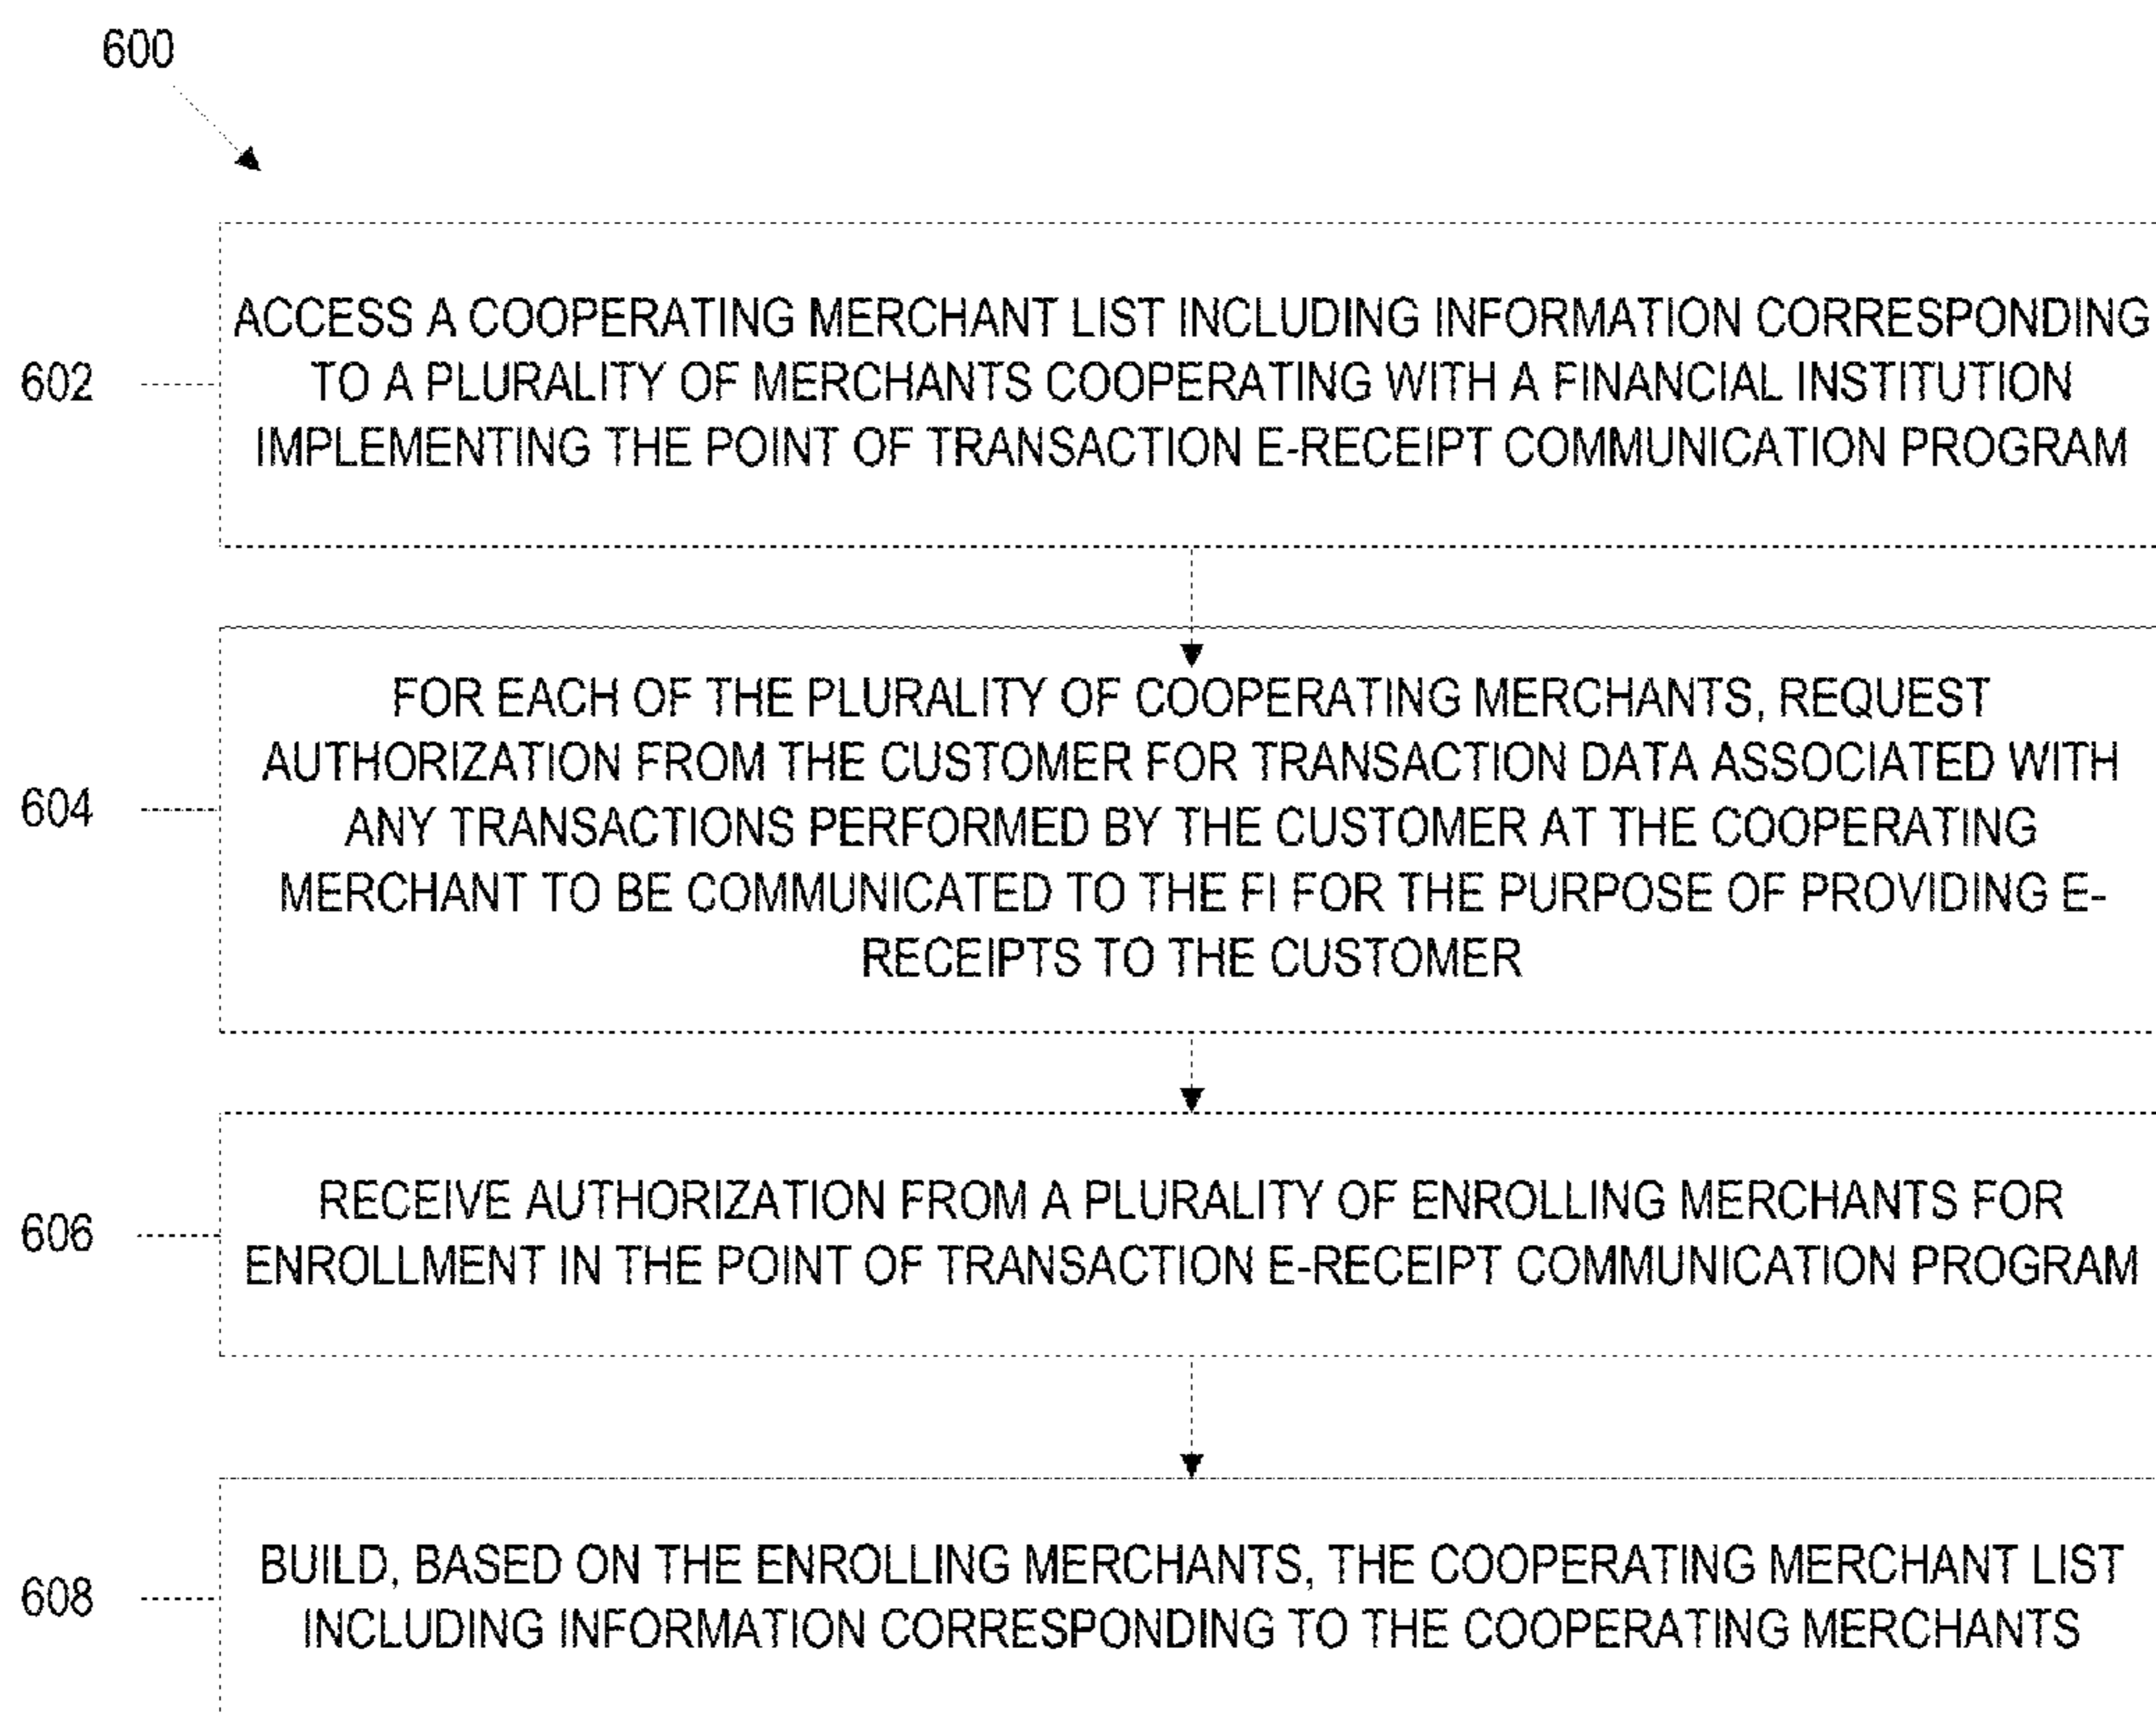 600
602
ACCESS A COOPERATING MERCHANT LIST INCLUDING INFORMATION CORRESPONDING
TO A PLURALITY OF MERCHANTS COOPERATING WITH A FINANCIAL INSTITUTION
IMPLEMENTING THE POINT OF TRANSACTION E-RECEIPT COMMUNICATION PROGRAM
604
FOR EACH OF THE PLURALITY OF COOPERATING MERCHANTS, REQUEST
AUTHORIZATION FROM THE CUSTOMER FOR TRANSACTION DATA ASSOCIATED WITH
ANY TRANSACTIONS PERFORMED BY THE CUSTOMER AT THE COOPERATING
MERCHANT TO BE COMMUNICATED TO THE FI FOR THE PURPOSE OF PROVIDING E-
RECEIPTS TO THE CUSTOMER
606
RECEIVE AUTHORIZATION FROM A PLURALITY OF ENROLLING MERCHANTS FOR
ENROLLMENT IN THE POINT OF TRANSACTION E-RECEIPT COMMUNICATION PROGRAM
608
BUILD, BASED ON THE ENROLLING MERCHANTS, THE COOPERATING MERCHANT LIST
INCLUDING INFORMATION CORRESPONDING TO THE COOPERATING MERCHANTS